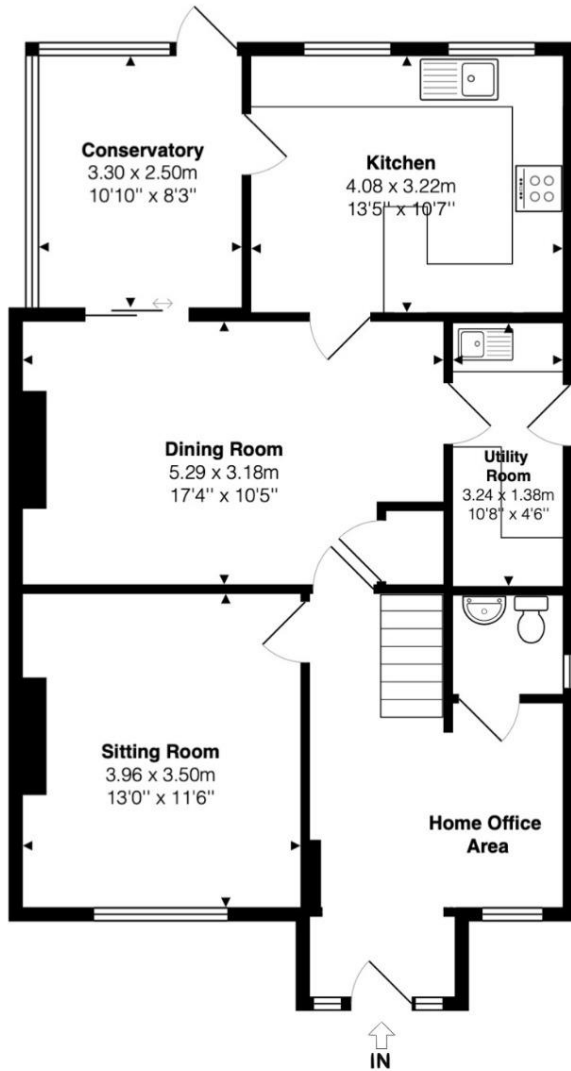 Conservatory
3.30 x 2.50m
10'10'' x 8'3''
Kitchen
4.08 x 3.22m
13'5'' x 10'7''
Dining Room
5.29 x 3.18m
17'4'' x 10'5''
Utility
Room
3.24 x 1.38m
10'8'' x 4'6''
Sitting Room
3.96 x 3.50m
13'0'' x 11'6''
Home Office
Area
IN